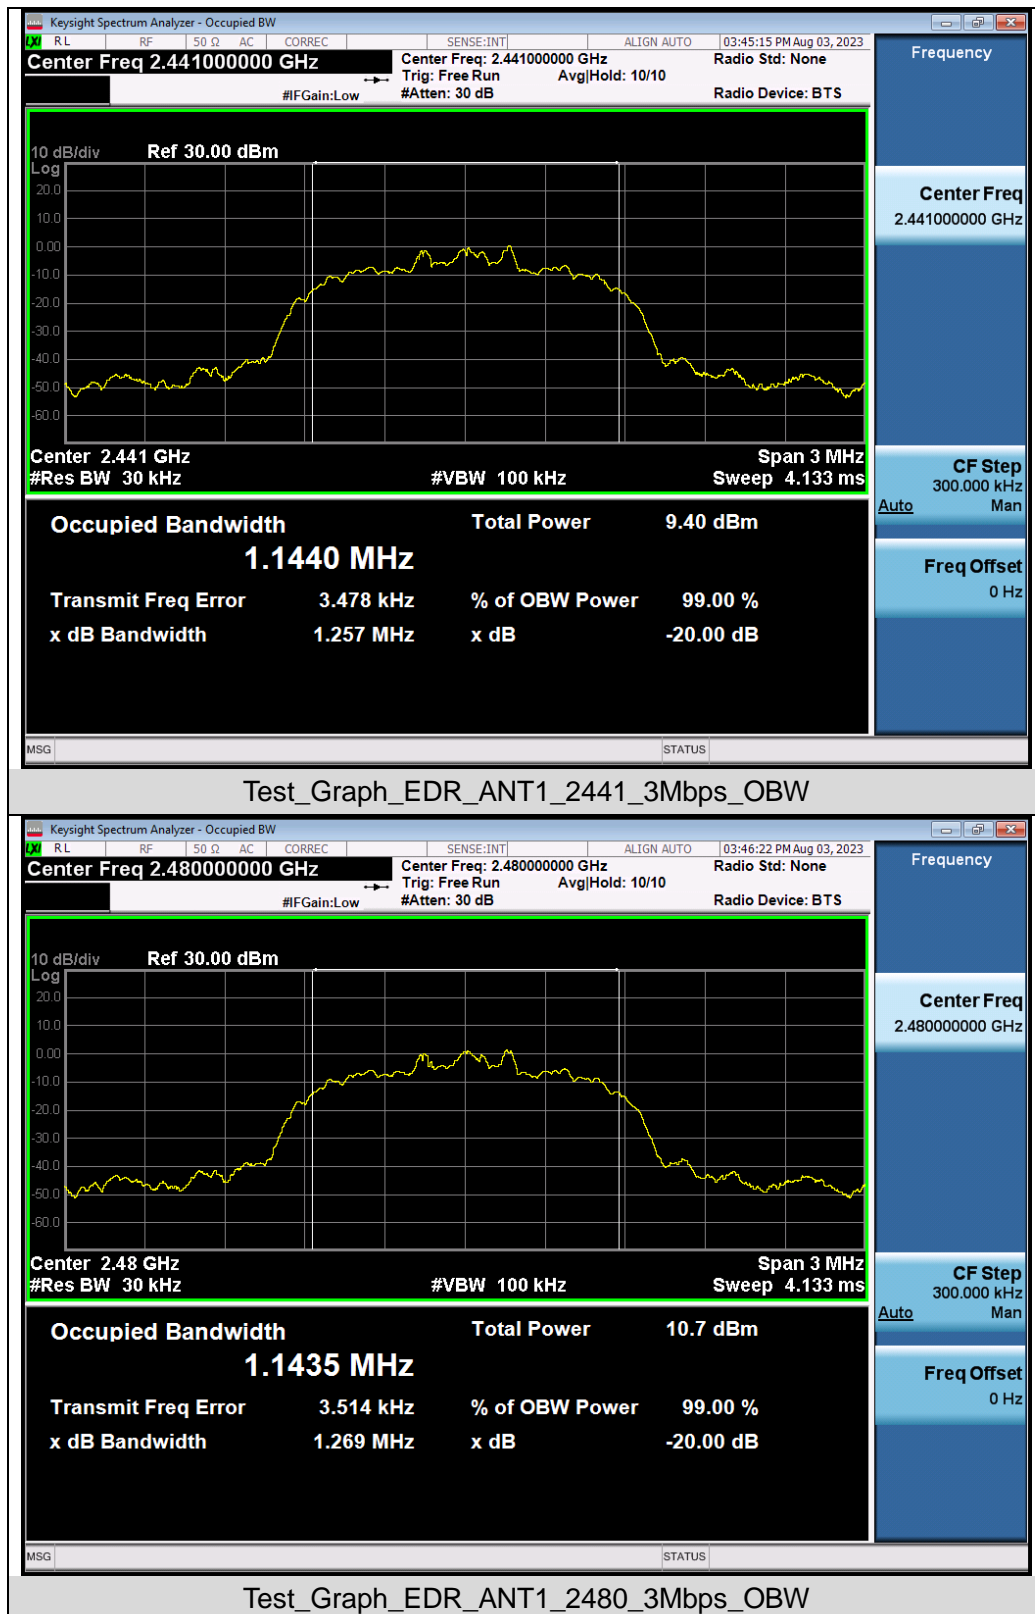 Keysight Spectrum Analyzer - Occupied BW
LXI RL RF 50 Ω AC CORREC SENSE:INT ALIGN AUTO 03:45:15 PM Aug 03, 2023
Center Freq 2.441000000 GHz
Center Freq: 2.441000000 GHz
Radio Std: None
Trig: Free Run Avg|Hold: 10/10
#IFGain:Low
#Atten: 30 dB
Radio Device: BTS
Frequency
10 dB/div Ref 30.00 dBm
Log
20.0
10.0
0.00
-10.0
-20.0
-30.0
-40.0
-50.0
-60.0
Center Freq
2.441000000 GHz
Center 2.441 GHz Span 3 MHz
#Res BW 30 kHz #VBW 100 kHz Sweep 4.133 ms
CF Step
300.000 kHz
Auto Man
Freq Offset
0 Hz
Occupied Bandwidth Total Power 9.40 dBm
1.1440 MHz
Transmit Freq Error 3.478 kHz % of OBW Power 99.00 %
x dB Bandwidth 1.257 MHz x dB -20.00 dB
MSG STATUS
Test_Graph_EDR_ANT1_2441_3Mbps_OBW
Keysight Spectrum Analyzer - Occupied BW
LXI RL RF 50 Ω AC CORREC SENSE:INT ALIGN AUTO 03:46:22 PM Aug 03, 2023
Center Freq 2.480000000 GHz
Center Freq: 2.480000000 GHz
Radio Std: None
Trig: Free Run Avg|Hold: 10/10
#IFGain:Low
#Atten: 30 dB
Radio Device: BTS
Frequency
10 dB/div Ref 30.00 dBm
Log
20.0
10.0
0.00
-10.0
-20.0
-30.0
-40.0
-50.0
-60.0
Center Freq
2.480000000 GHz
Center 2.48 GHz Span 3 MHz
#Res BW 30 kHz #VBW 100 kHz Sweep 4.133 ms
CF Step
300.000 kHz
Auto Man
Freq Offset
0 Hz
Occupied Bandwidth Total Power 10.7 dBm
1.1435 MHz
Transmit Freq Error 3.514 kHz % of OBW Power 99.00 %
x dB Bandwidth 1.269 MHz x dB -20.00 dB
MSG STATUS
Test_Graph_EDR_ANT1_2480_3Mbps_OBW